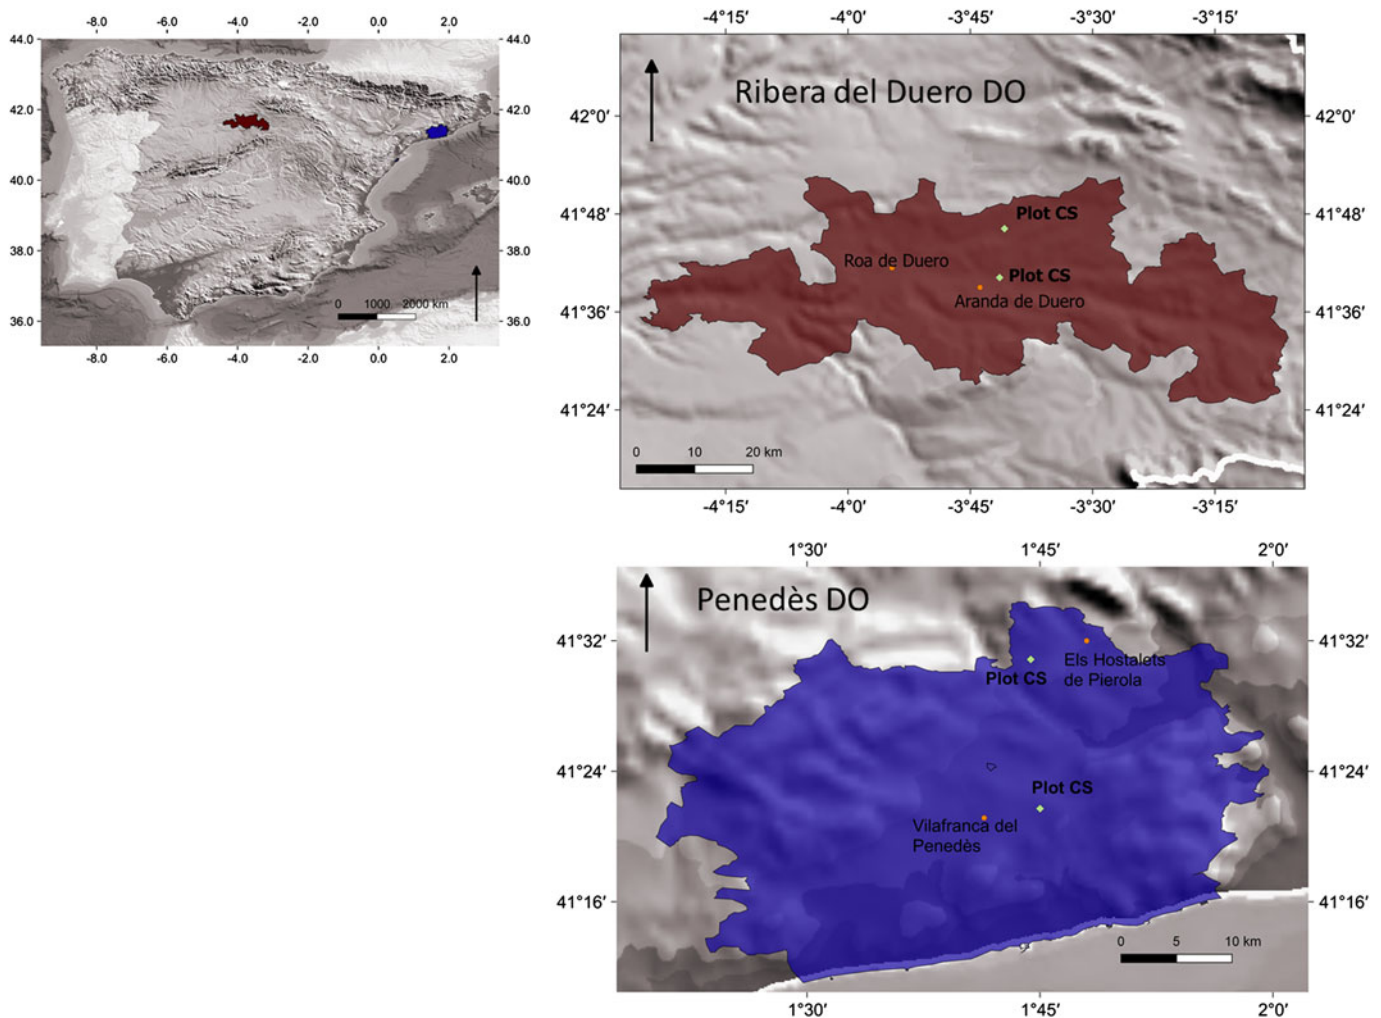 -8.0 -6.0 -4.0 -2.0 0.0 2.0
44.0 44.0
42.0 42.0
40.0 40.0
38.0 38.0
36.0 36.0
0 1000 2000 km
-8.0 -6.0 -4.0 -2.0 0.0 2.0
-4°15′ -4°0′ -3°45′ -3°30′ -3°15′
Ribera del Duero DO
42°0′ 42°0′
41°48′ 41°48′
Plot CS
Roa de Duero
Plot CS
Aranda de Duero
41°36′ 41°36′
41°24′ 41°24′
0 10 20 km
-4°15′ -4°0′ -3°45′ -3°30′ -3°15′
1°30′ 1°45′ 2°0′
Penedès DO
41°32′ 41°32′
Els Hostalets
de Pierola
Plot CS
41°24′ 41°24′
Plot CS
Vilafranca del
Penedès
41°16′ 41°16′
0 5 10 km
1°30′ 1°45′ 2°0′